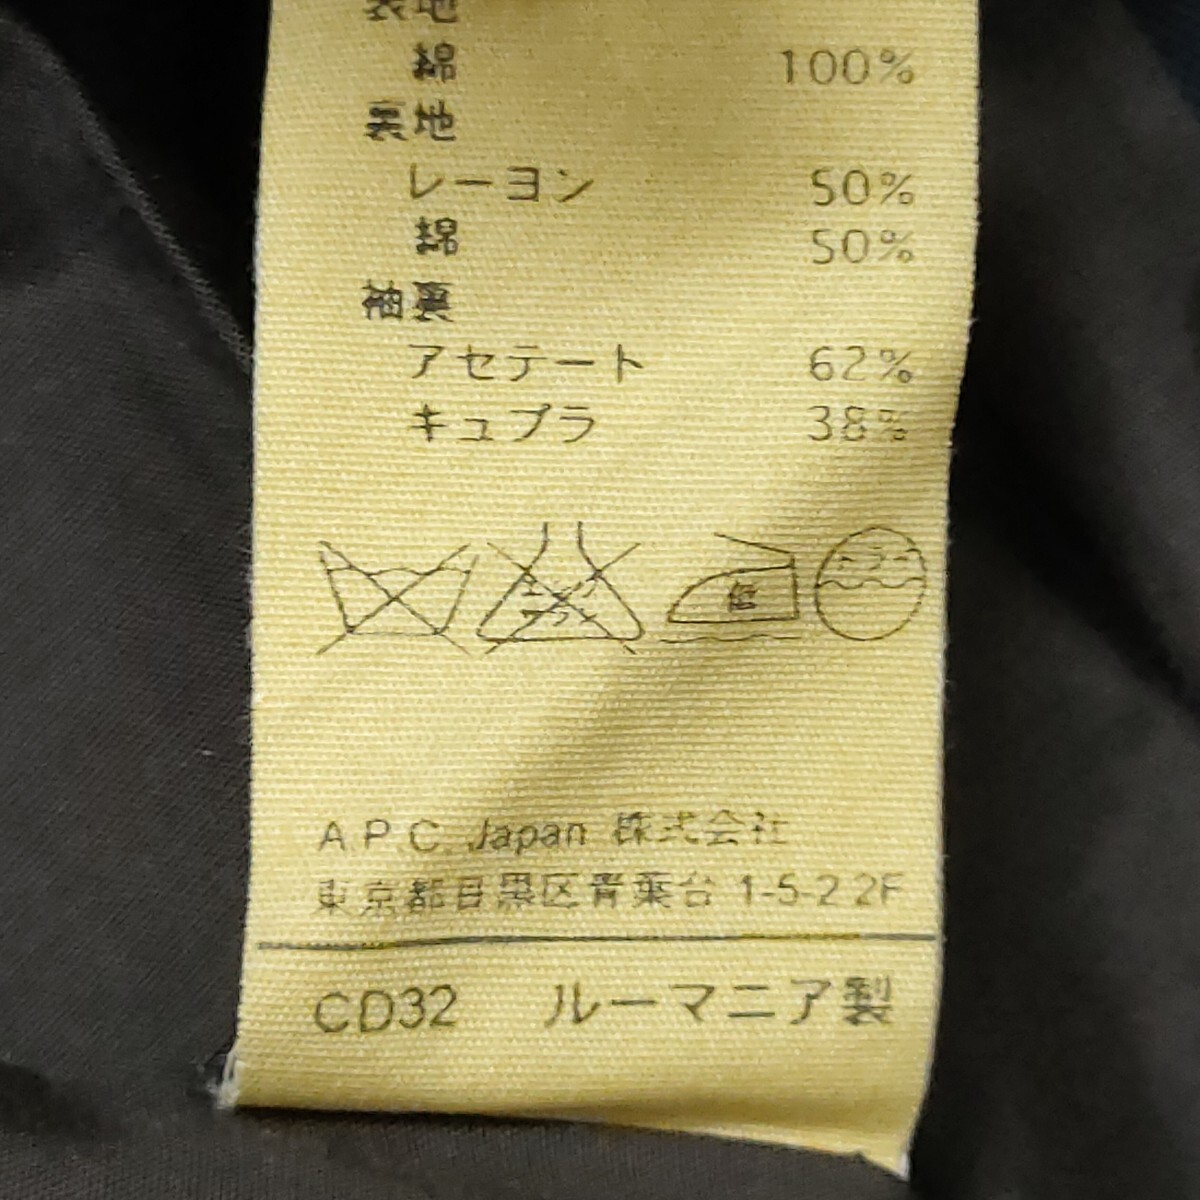 表地
綿 100%
裏地
レーヨン 50%
綿 50%
袖裏
アセテート 62%
キュプラ 38%
低
A.P.C. Japan 株式会社
東京都目黒区青葉台 1-5-2 2F
CD32 ルーマニア製